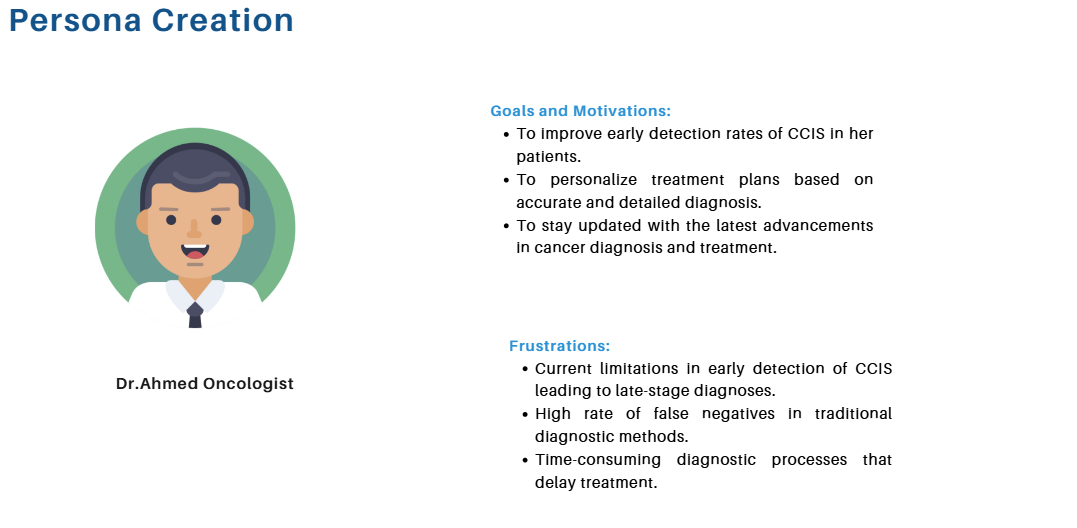 Persona Creation
Goals and Motivations:
• To improve early detection rates of CCIS in her
patients.
• To personalize treatment plans based on
accurate and detailed diagnosis.
• To stay updated with the latest advancements
in cancer diagnosis and treatment.
Dr.Ahmed Oncologist
Frustrations:
• Current limitations in early detection of CCIS
leading to late-stage diagnoses.
• High rate of false negatives in traditional
diagnostic methods.
• Time-consuming diagnostic processes that
delay treatment.